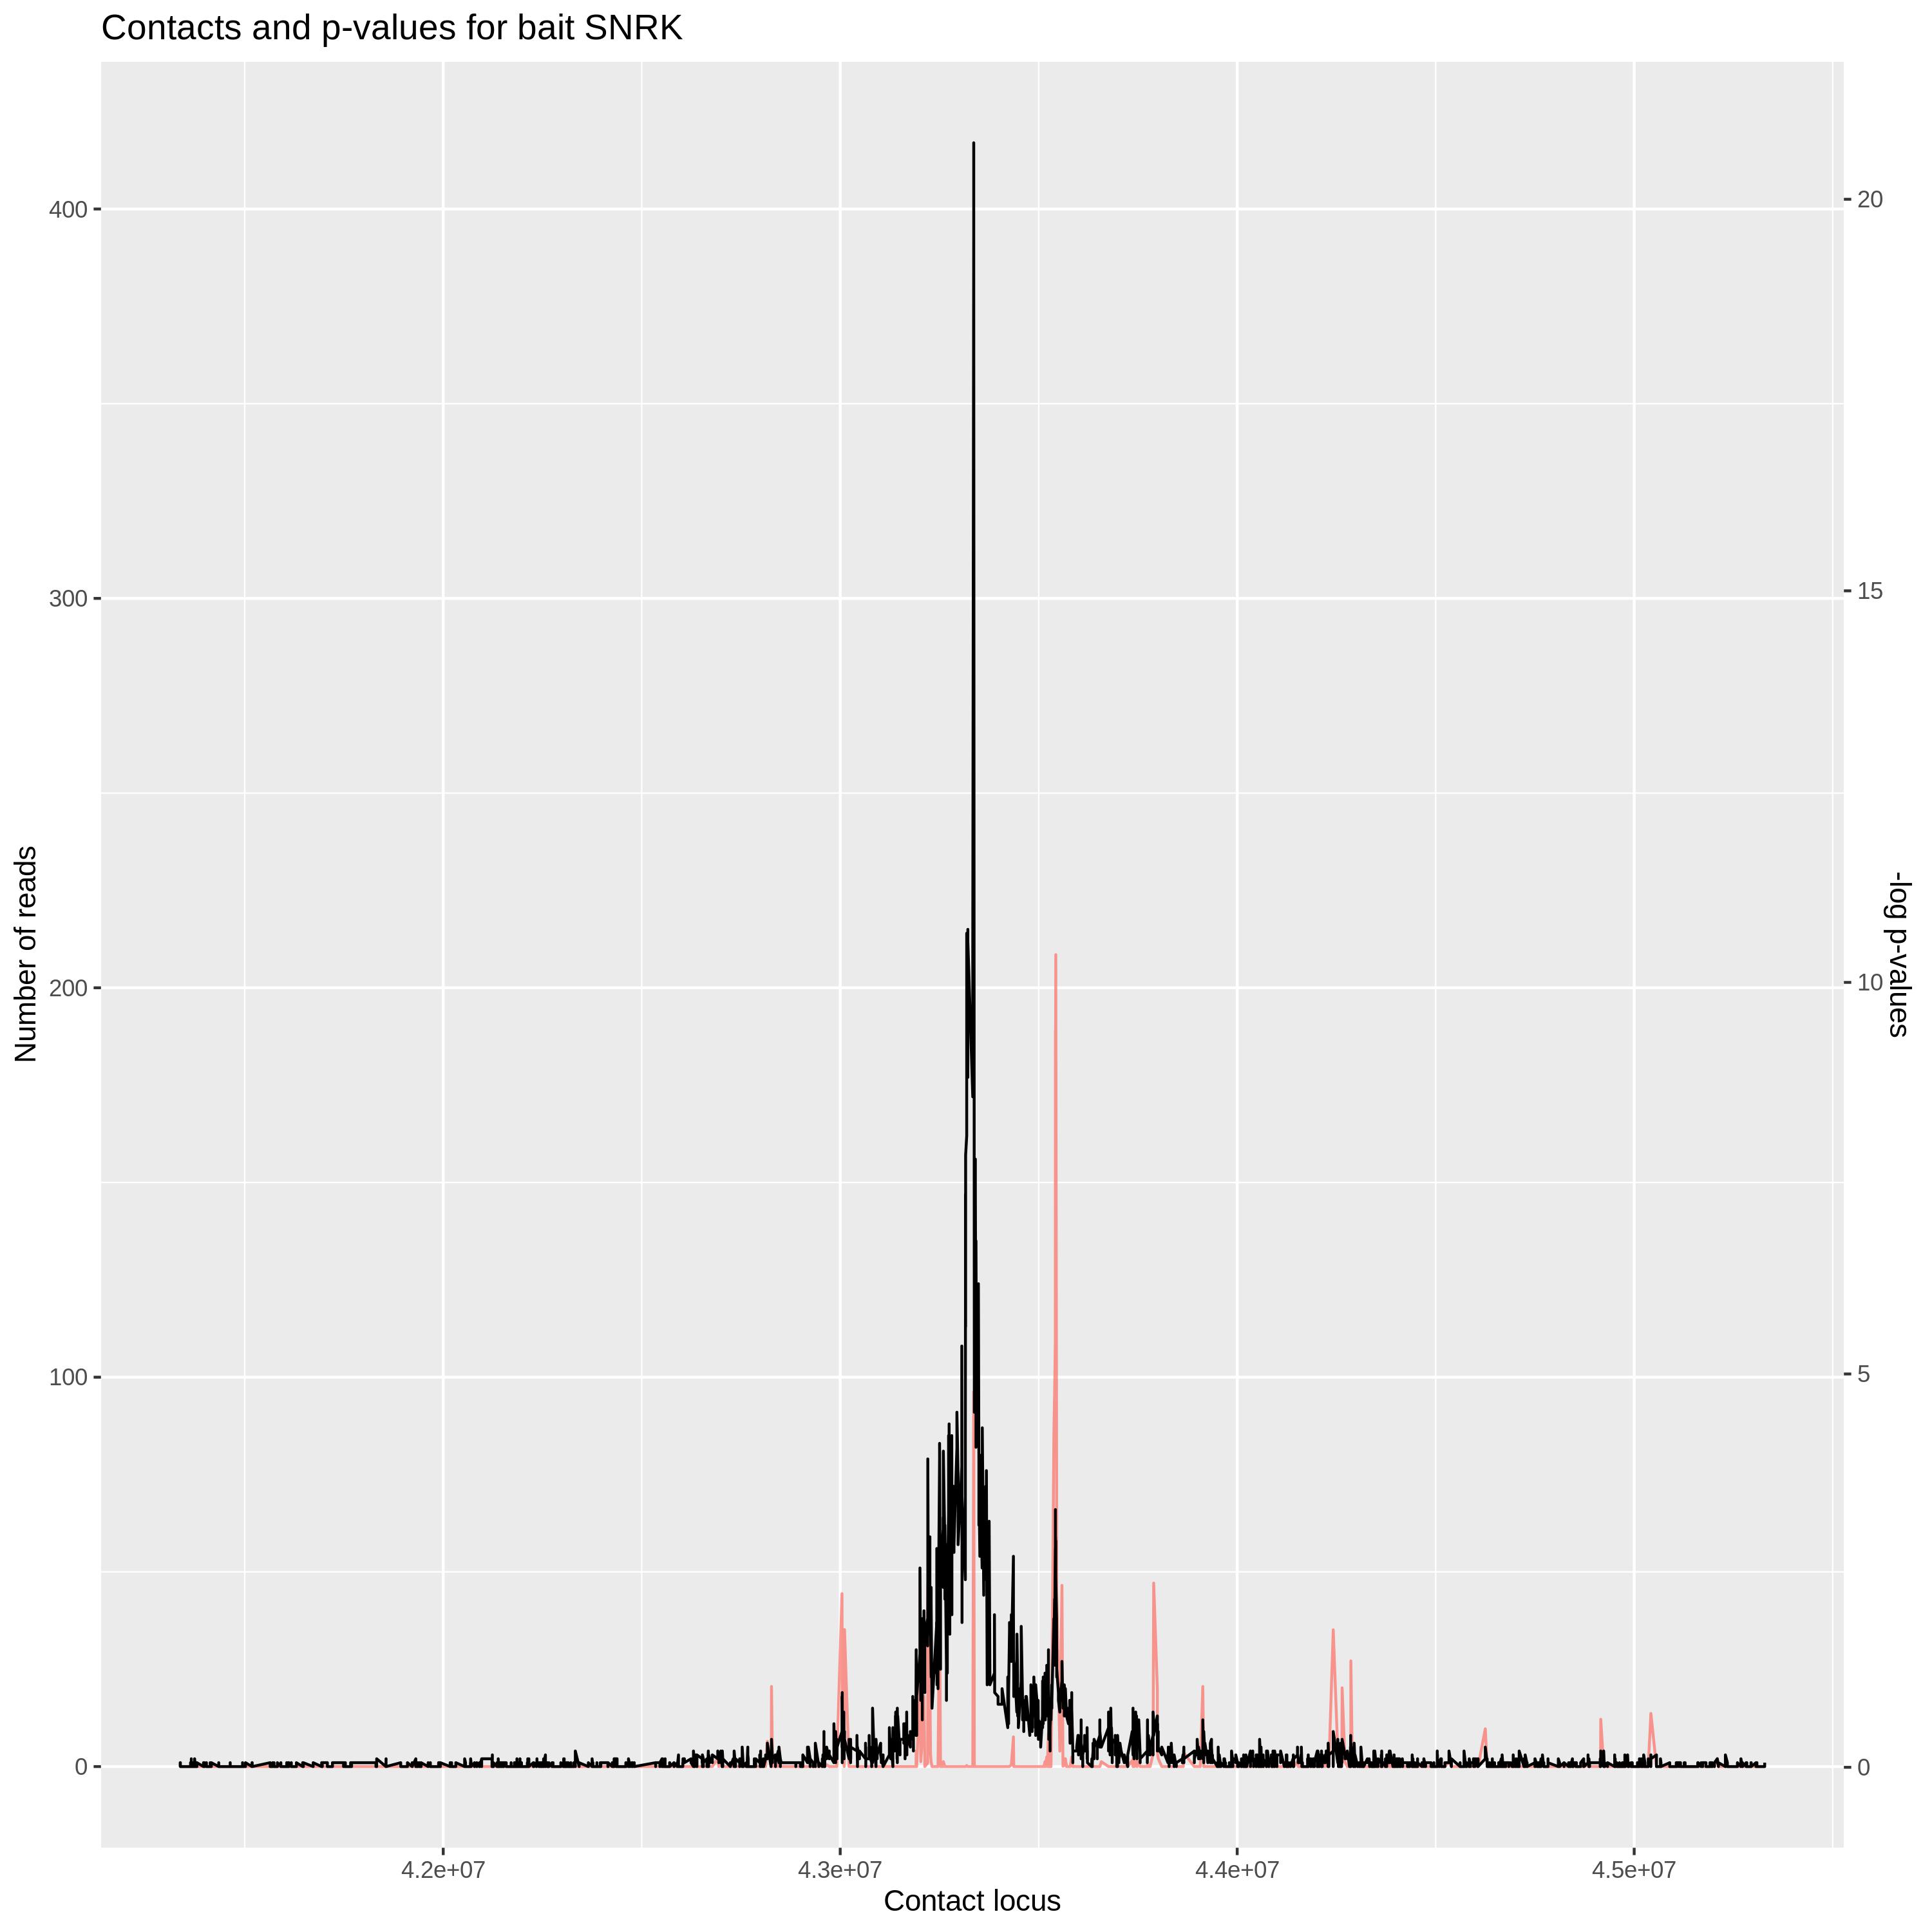 Contacts and p-values for bait SNRK
400
300
200
100
0
Number of reads
20
15
10
5
0
-log p-values
4.2e+07
4.3e+07
4.4e+07
4.5e+07
Contact locus